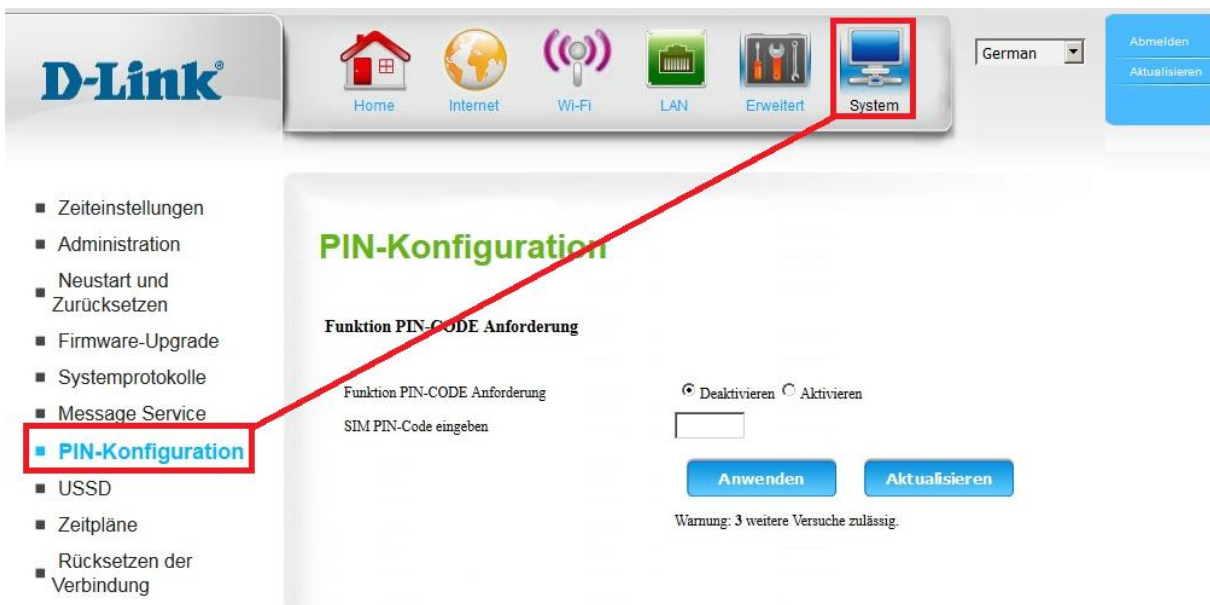 D-Link®
Home
Internet
Wi-Fi
LAN
Erweitert
System
German
Abmelden
Aktualisieren
Zeiteinstellungen
Administration
Neustart und
Zurücksetzen
Firmware-Upgrade
Systemprotokolle
Message Service
PIN-Konfiguration
USSD
Zeitpläne
Rücksetzen der
Verbindung
PIN-Konfiguration
Funktion PIN-CODE Anforderung
Funktion PIN-CODE Anforderung
Deaktivieren Aktivieren
SIM PIN-Code eingeben
Anwenden
Aktualisieren
Warnung: 3 weitere Versuche zulässig.